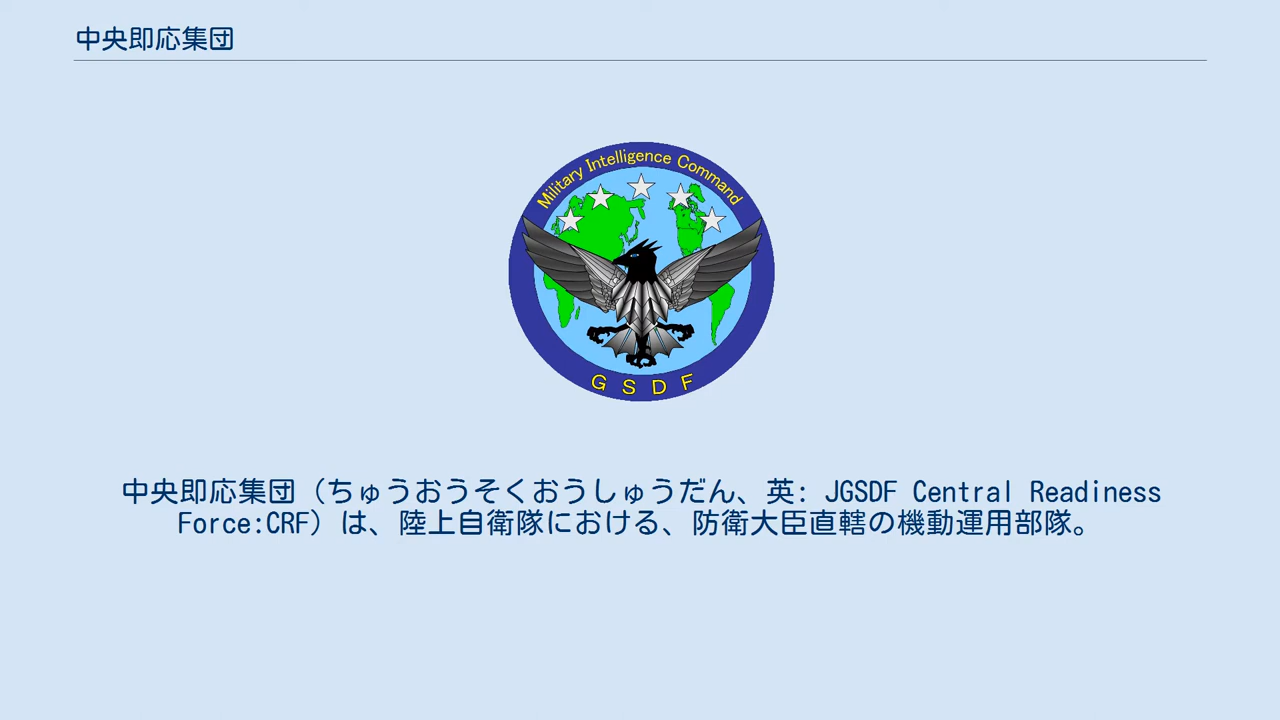 中央即応集団
Military Intelligence Command
GSDF
中央即応集団（ちゅうおうそくおうしゅうだん、英: JGSDF Central Readiness
Force:CRF）は、陸上自衛隊における、防衛大臣直轄の機動運用部隊。